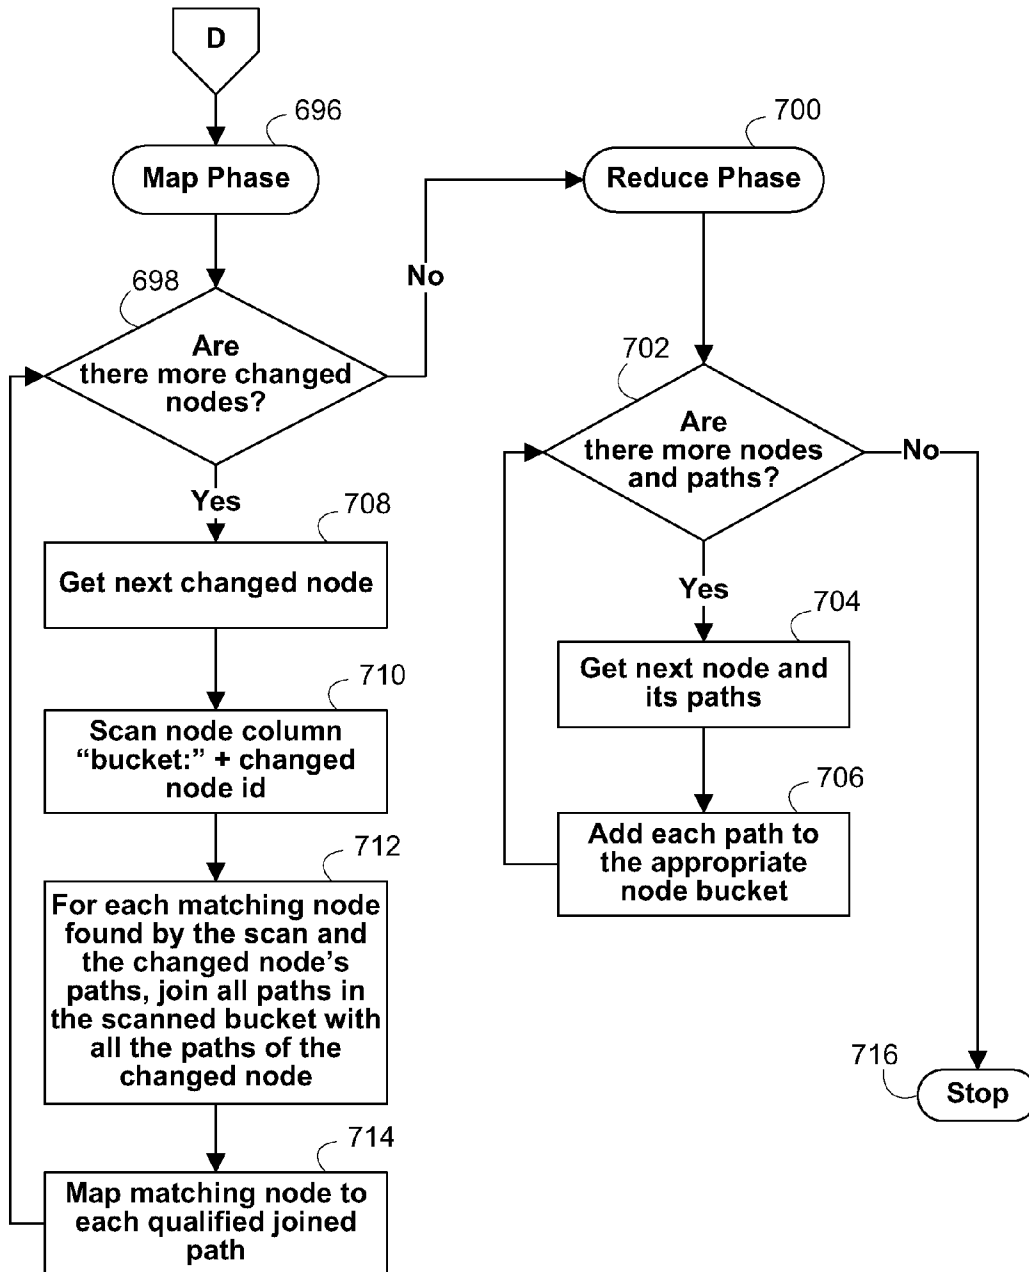 D
696
Map Phase
698
Are
there more changed
nodes?
No
Yes
708
Get next changed node
710
Scan node column
“bucket:” + changed
node id
712
For each matching node
found by the scan and
the changed node’s
paths, join all paths in
the scanned bucket with
all the paths of the
changed node
714
Map matching node to
each qualified joined
path
700
Reduce Phase
702
Are
there more nodes
and paths?
No
Yes
704
Get next node and
its paths
706
Add each path to
the appropriate
node bucket
716
Stop